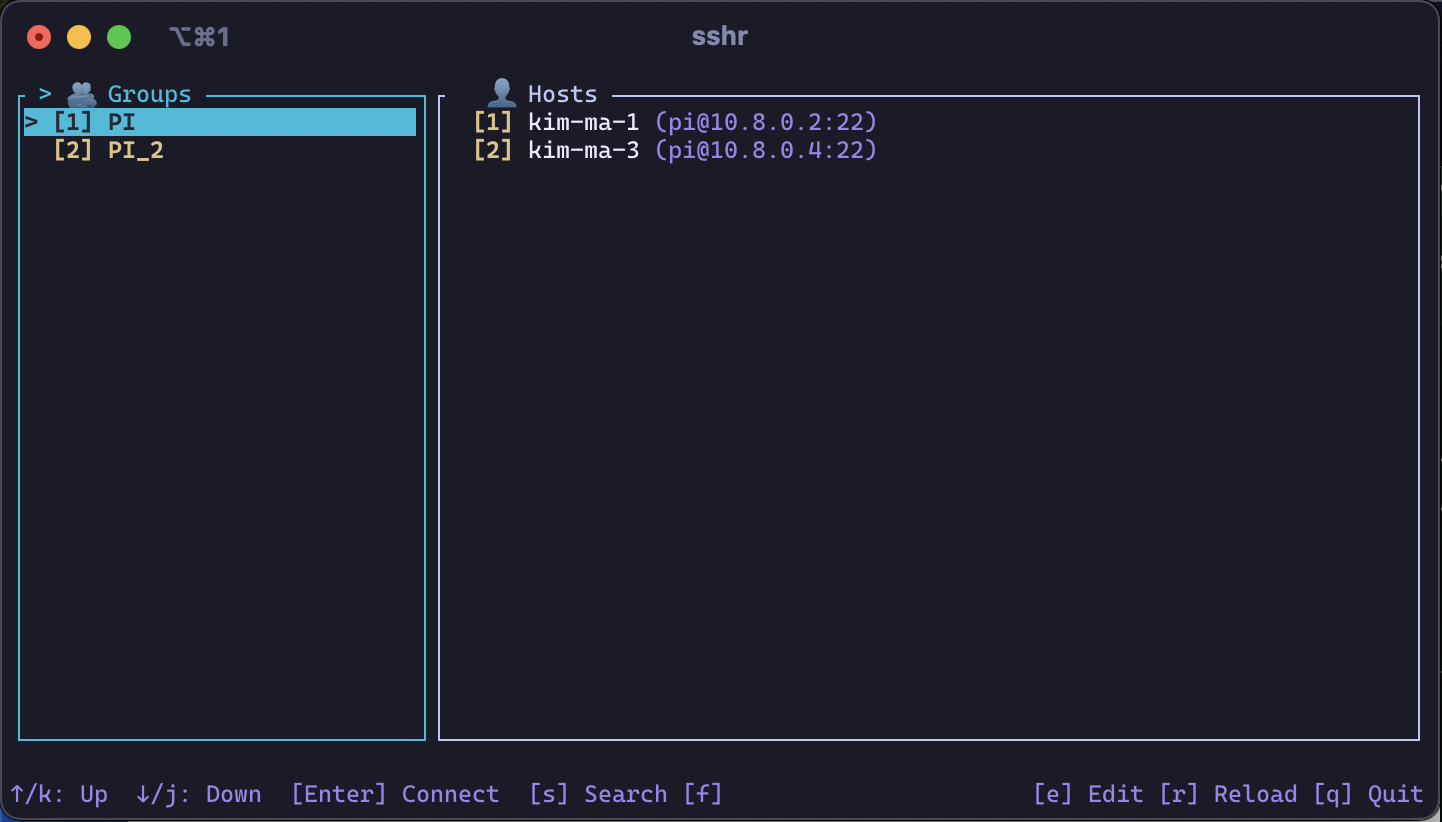 ⌥⌘1 sshr
> Groups
> [1] PI
[2] PI_2
Hosts
[1] kim-ma-1 (pi@10.8.0.2:22)
[2] kim-ma-3 (pi@10.8.0.4:22)
↑/k: Up ↓/j: Down [Enter] Connect [s] Search [f] [e] Edit [r] Reload [q] Quit